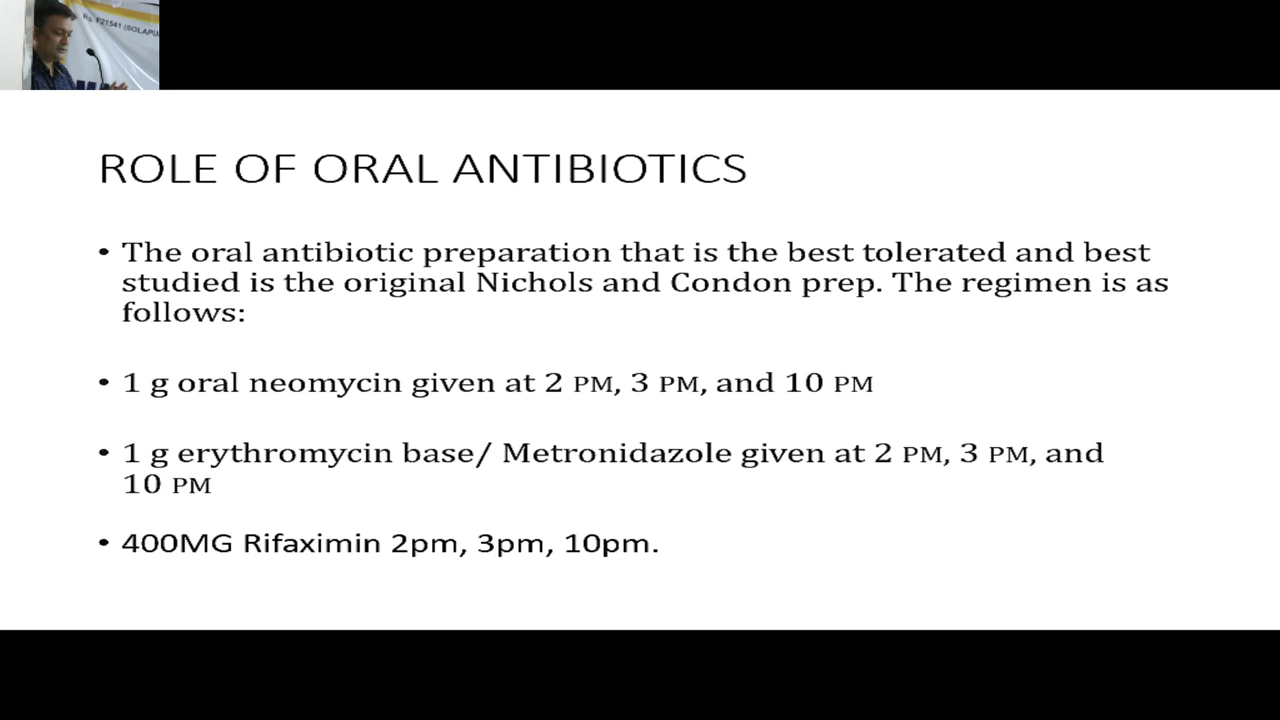 Rg. F21541 (SOLAPU
ROLE OF ORAL ANTIBIOTICS
• The oral antibiotic preparation that is the best tolerated and best
studied is the original Nichols and Condon prep. The regimen is as
follows:
• 1 g oral neomycin given at 2 PM, 3 PM, and 10 PM
• 1 g erythromycin base/ Metronidazole given at 2 PM, 3 PM, and
10 PM
• 400MG Rifaximin 2pm, 3pm, 10pm.